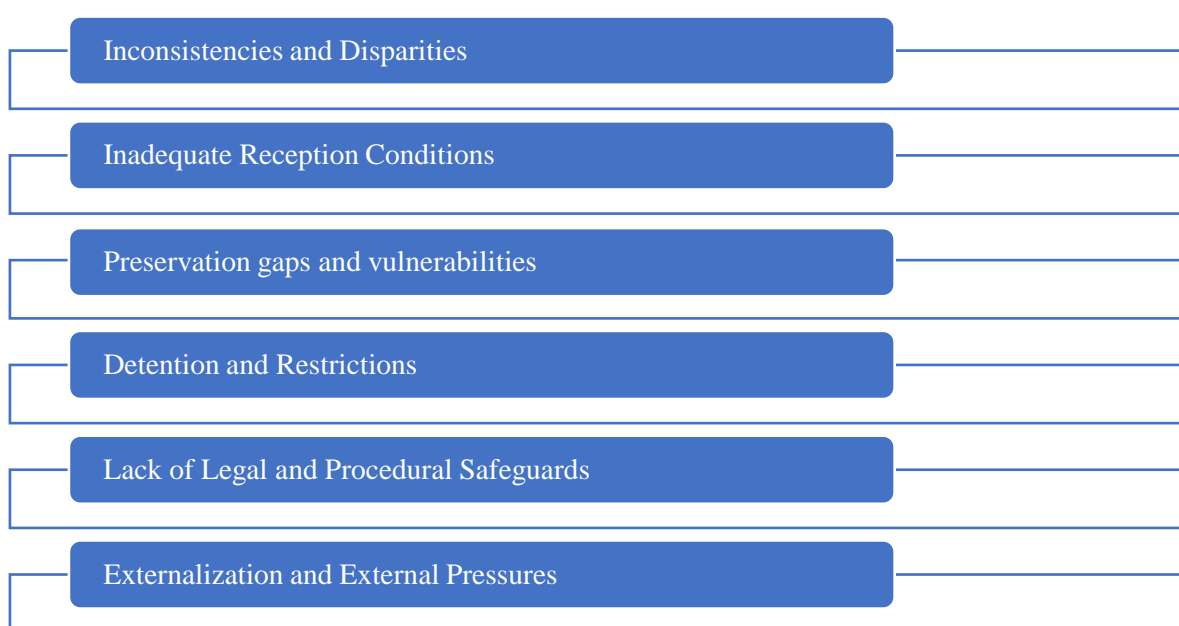 Inconsistencies and Disparities
Inadequate Reception Conditions
Preservation gaps and vulnerabilities
Detention and Restrictions
Lack of Legal and Procedural Safeguards
Externalization and External Pressures